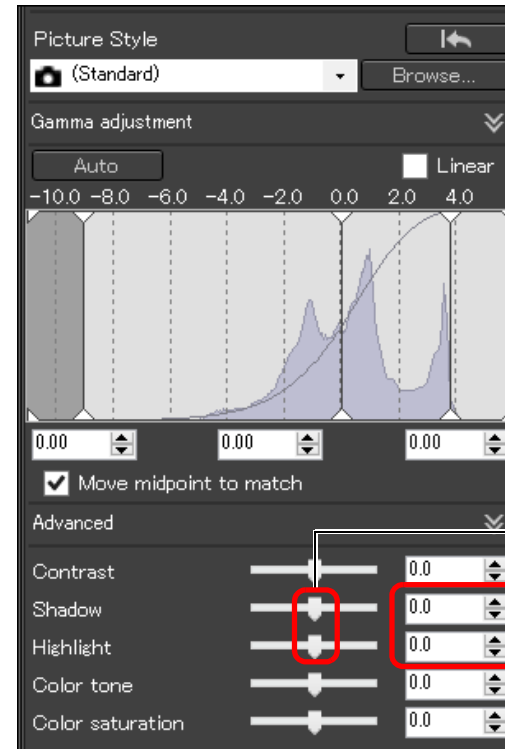 Picture Style
(Standard) Browse...
Gamma adjustment
Auto Linear
-10.0 -8.0 -6.0 -4.0 -2.0 0.0 2.0 4.0
0.00 0.00 0.00
Move midpoint to match
Advanced
Contrast 0.0
Shadow 0.0
Highlight 0.0
Color tone 0.0
Color saturation 0.0